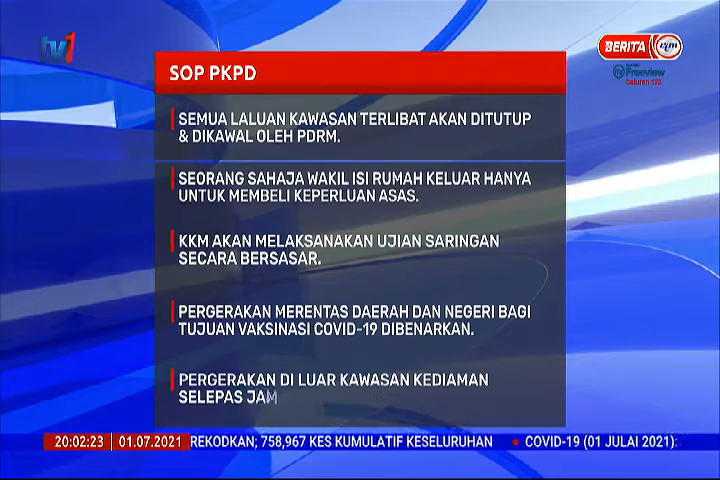 tv1
BERITA rtm
Freeview
Saluran 123
SOP PKPD
SEMUA LALUAN KAWASAN TERLIBAT AKAN DITUTUP
& DIKAWAL OLEH PDRM.
SEORANG SAHAJA WAKIL ISI RUMAH KELUAR HANYA
UNTUK MEMBELI KEPERLUAN ASAS.
KKM AKAN MELAKSANAKAN UJIAN SARINGAN
SECARA BERSASAR.
PERGERAKAN MERENTAS DAERAH DAN NEGERI BAGI
TUJUAN VAKSINASI COVID-19 DIBENARKAN.
PERGERAKAN DI LUAR KAWASAN KEDIAMAN
SELEPAS JAM
20:02:23 01.07.2021 REKODKAN; 758,967 KES KUMULATIF KESELURUHAN • COVID-19 (01 JULAI 2021):